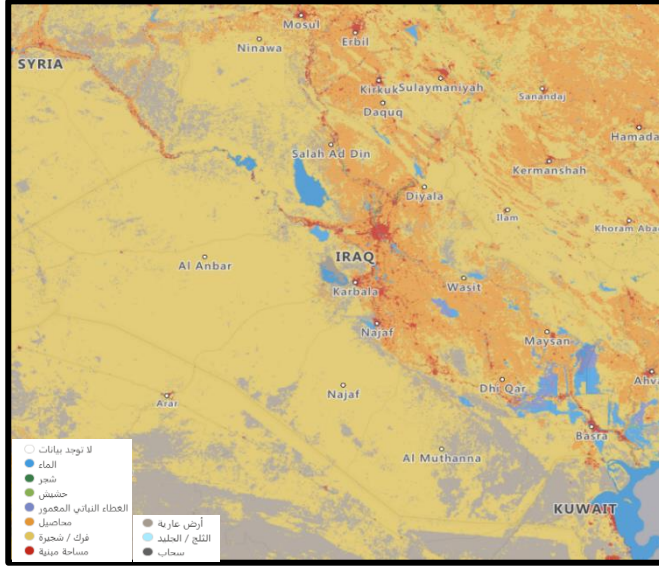 Mosul
Erbil
Ninawa
SYRIA
Kirkuk
Sulaymaniyah
Sanandaj
Daquq
Hamada
Salah Ad Din
Kermanshah
Diyala
Ilam
Khoram Aba
IRAQ
Al Anbar
Wasit
Karbala
Najaf
Maysan
Ahva
Najaf
Dhi Qar
Arar
Basra
Al Muthanna
KUWAIT
لا توجد بيانات
الماء
شجر
حشيش
الغطاء النباتي المغمور
محاصيل
فرك / شجيرة
مساحة مبنية
أرض عارية
الثلج / الجليد
سحاب